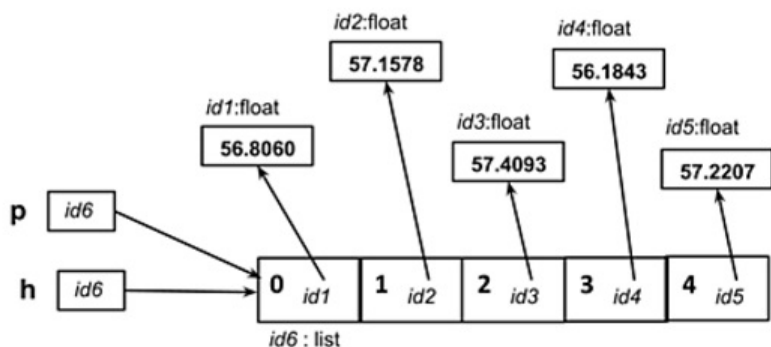 id2:float
57.1578
id4:float
56.1843
id1:float
56.8060
id3:float
57.4093
id5:float
57.2207
p id6
h id6
0 id1 1 id2 2 id3 3 id4 4 id5
id6 : list